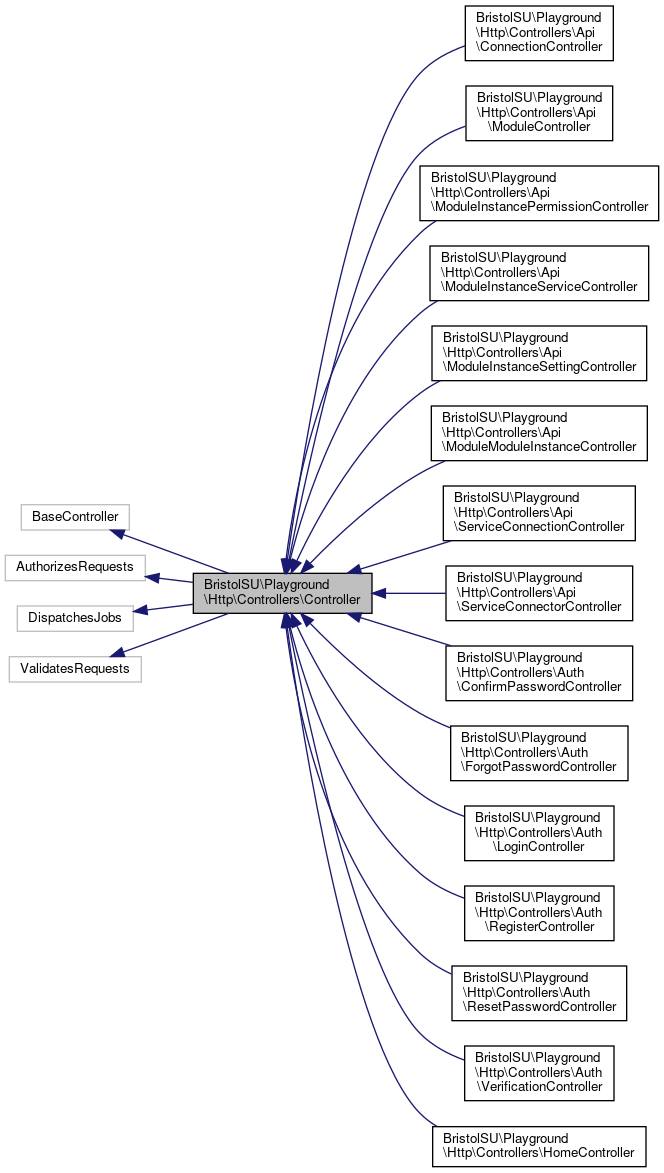 BristolSU\Playground
\Http\Controllers\Api
\ConnectionController
BristolSU\Playground
\Http\Controllers\Api
\ModuleController
BristolSU\Playground
\Http\Controllers\Api
\ModuleInstancePermissionController
BristolSU\Playground
\Http\Controllers\Api
\ModuleInstanceServiceController
BristolSU\Playground
\Http\Controllers\Api
\ModuleInstanceSettingController
BristolSU\Playground
\Http\Controllers\Api
\ModuleModuleInstanceController
BristolSU\Playground
\Http\Controllers\Api
\ServiceConnectionController
BaseController
AuthorizesRequests
DispatchesJobs
ValidatesRequests
BristolSU\Playground
\Http\Controllers\Controller
BristolSU\Playground
\Http\Controllers\Api
\ServiceConnectorController
BristolSU\Playground
\Http\Controllers\Auth
\ConfirmPasswordController
BristolSU\Playground
\Http\Controllers\Auth
\ForgotPasswordController
BristolSU\Playground
\Http\Controllers\Auth
\LoginController
BristolSU\Playground
\Http\Controllers\Auth
\RegisterController
BristolSU\Playground
\Http\Controllers\Auth
\ResetPasswordController
BristolSU\Playground
\Http\Controllers\Auth
\VerificationController
BristolSU\Playground
\Http\Controllers\HomeController